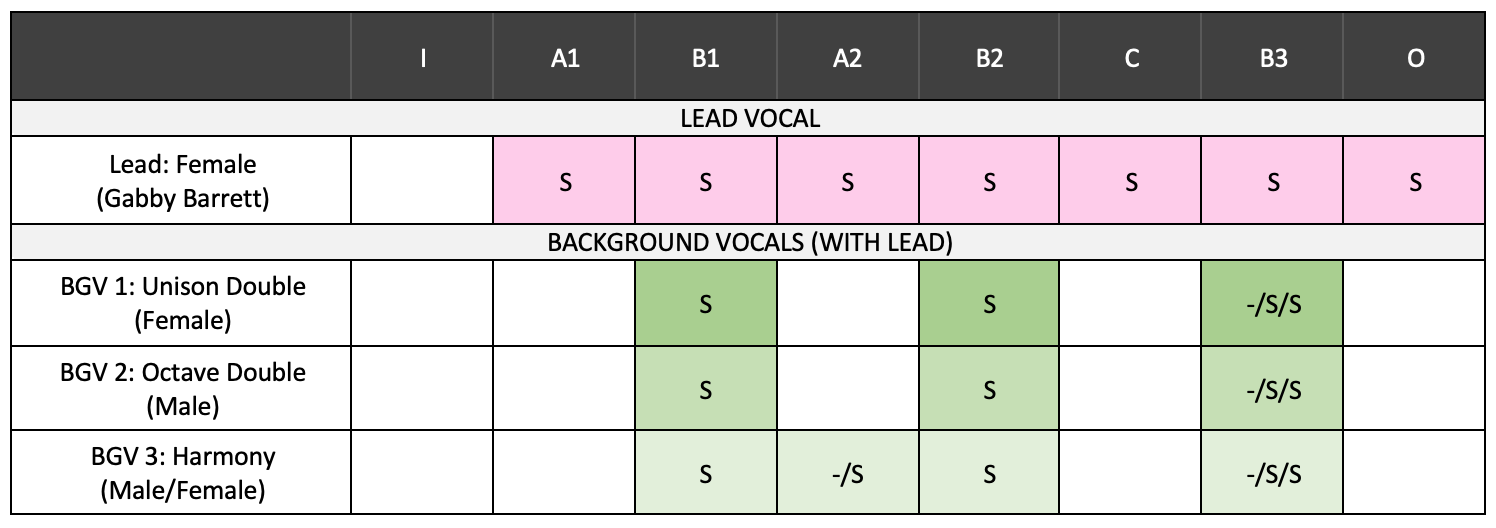 I A1 B1 A2 B2 C B3 O
LEAD VOCAL
Lead: Female
(Gabby Barrett)
S S S S S S S
BACKGROUND VOCALS (WITH LEAD)
BGV 1: Unison Double
(Female)
S S -/S/S
BGV 2: Octave Double
(Male)
S S -/S/S
BGV 3: Harmony
(Male/Female)
S -/S S -/S/S